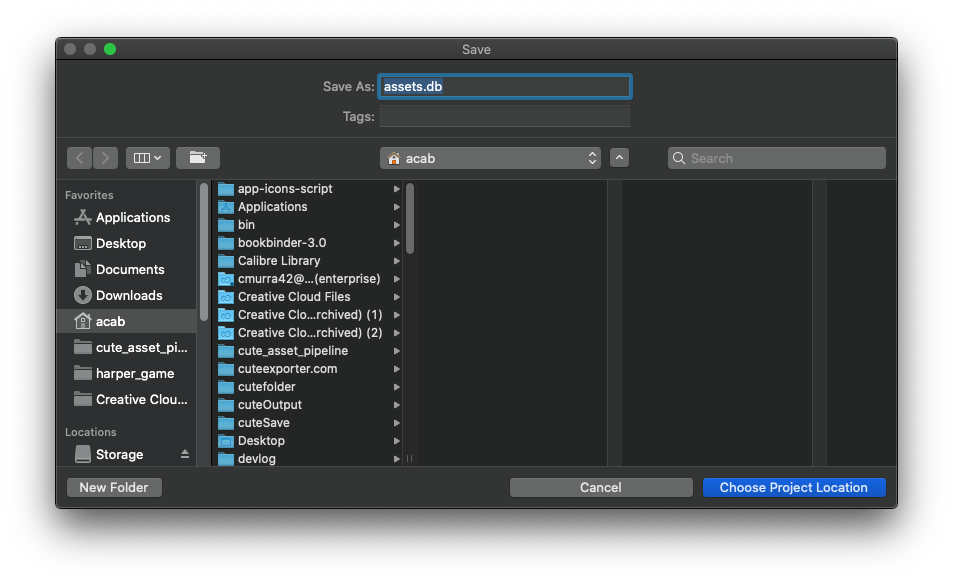 Save
Save As: assets.db
Tags:
acab
Search
Favorites
Applications
Desktop
Documents
Downloads
acab
cute_asset_pi...
harper_game
Creative Clou...
Locations
Storage
app-icons-script
Applications
bin
bookbinder-3.0
Calibre Library
cmurra42@...(enterprise)
Creative Cloud Files
Creative Clo...rchived) (1)
Creative Clo...rchived) (2)
cute_asset_pipeline
cuteexporter.com
cutefolder
cuteOutput
cuteSave
Desktop
devlog
New Folder
Cancel
Choose Project Location